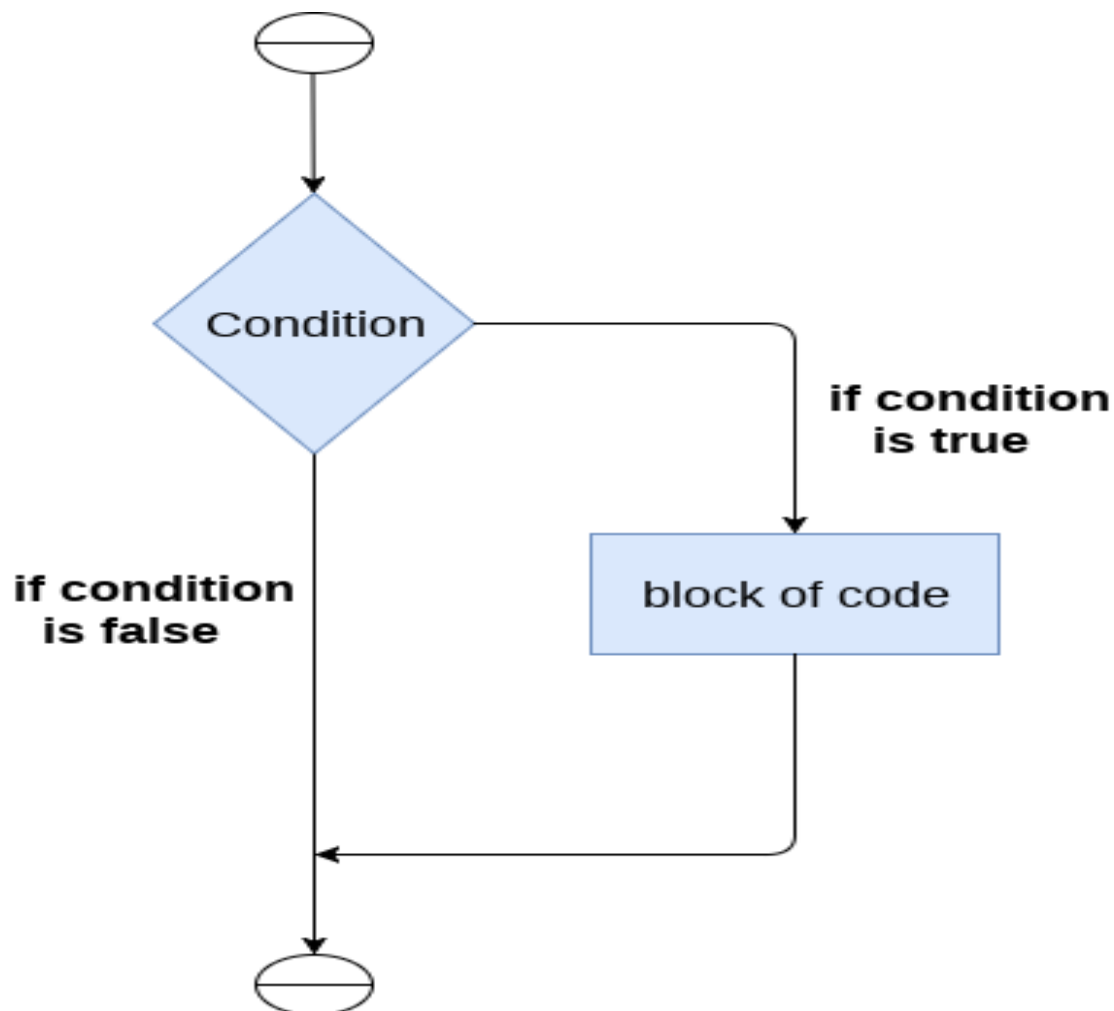 Condition
if condition
is true
if condition
is false
block of code